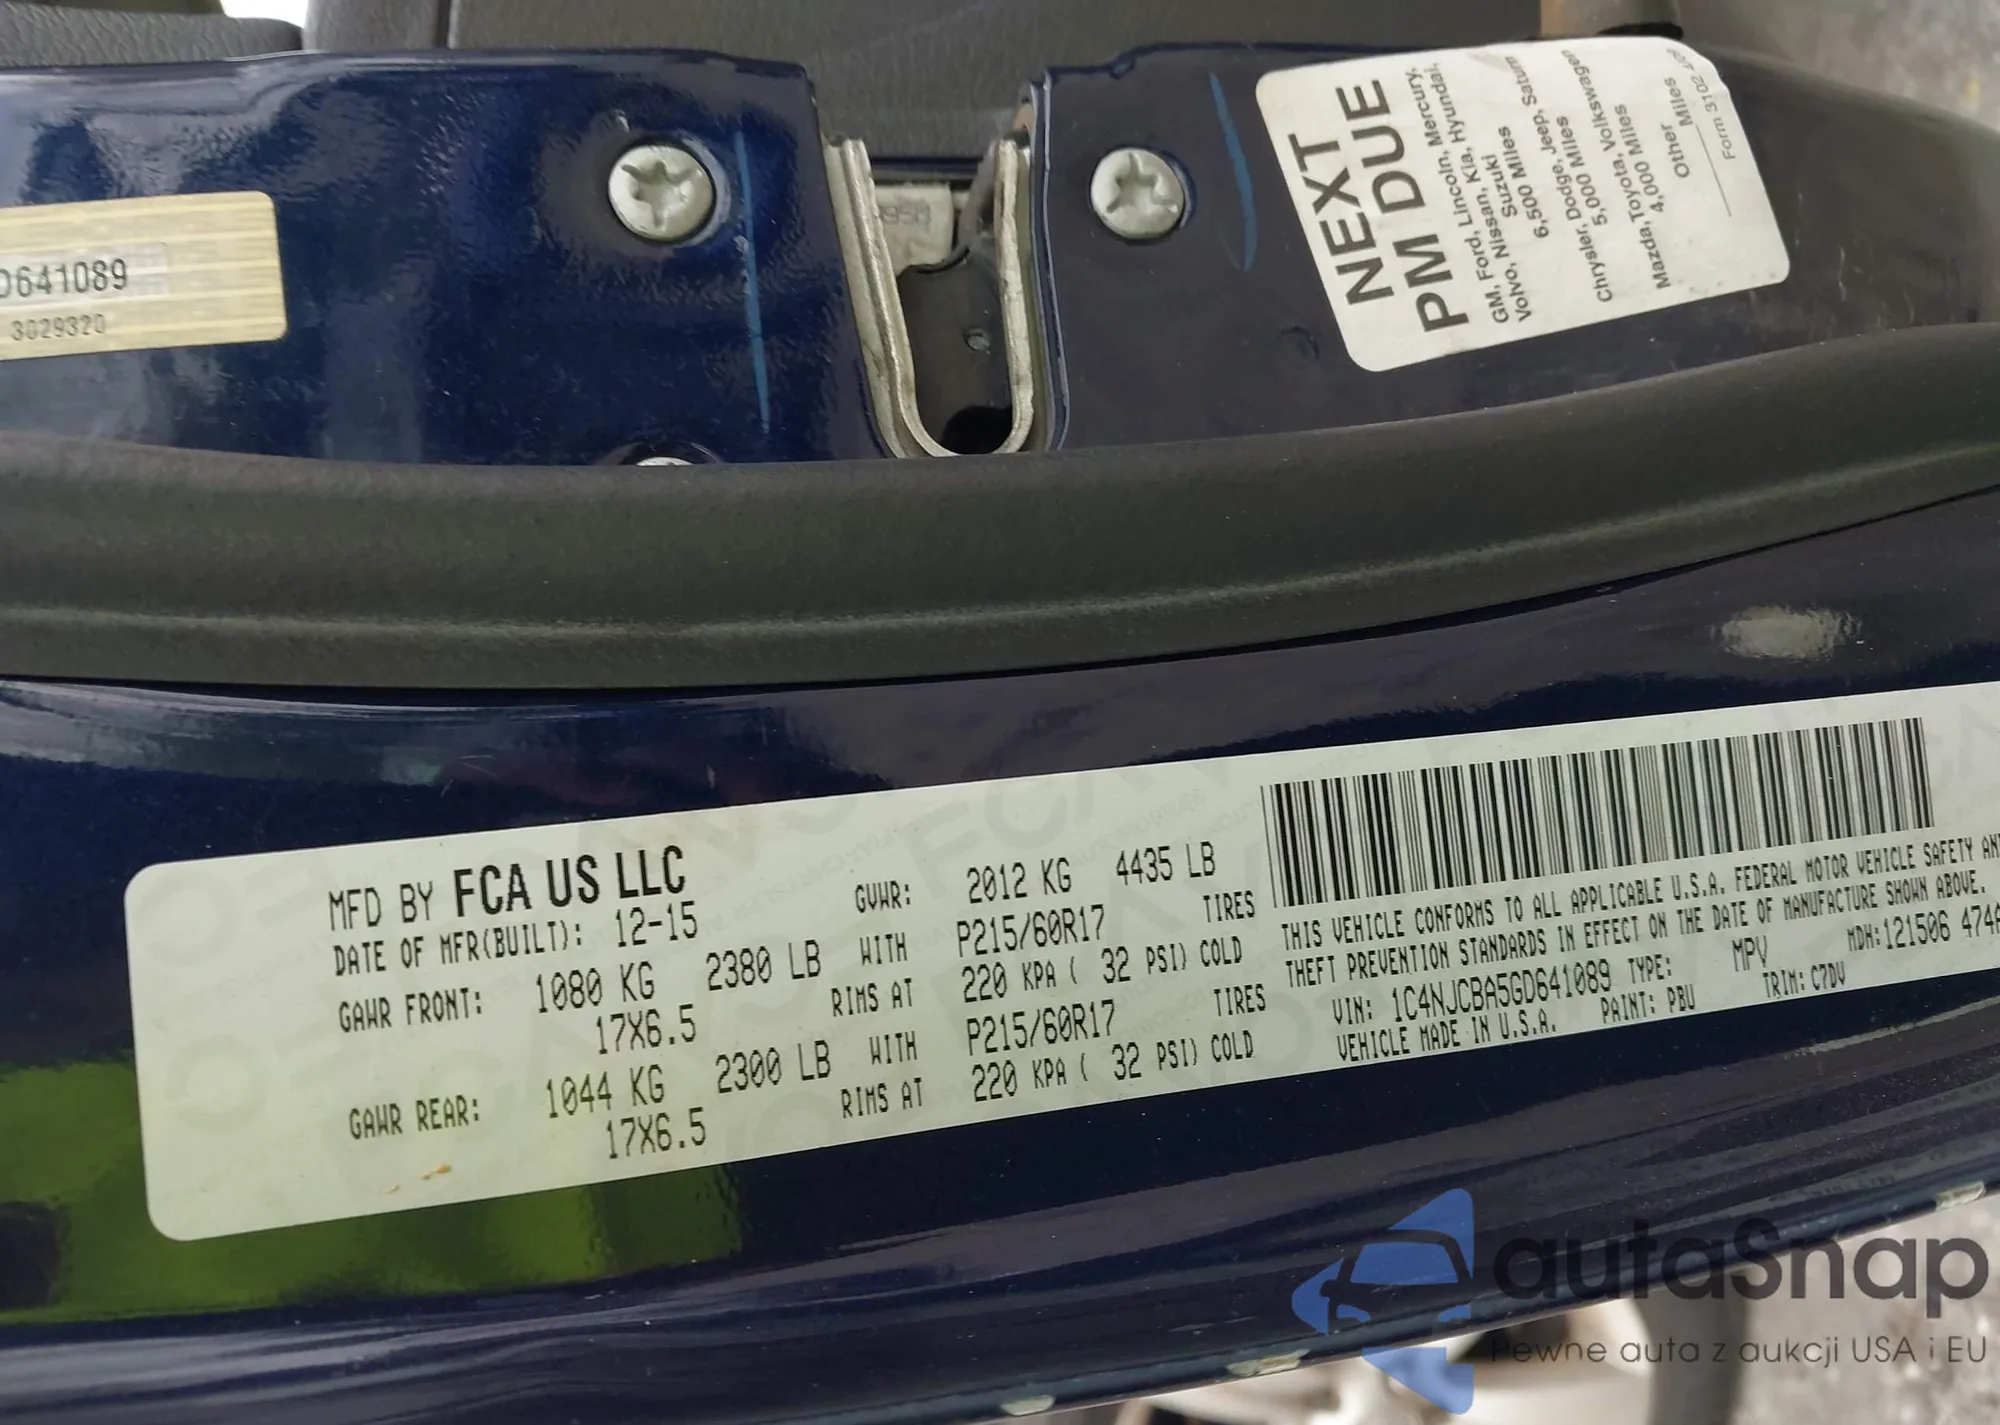 D641089
3029320
NEXT
PM DUE
GM, Ford, Lincoln, Mercury,
Volvo, Nissan, Kia, Hyundai,
Suzuki
6,500 Miles
Chrysler, Dodge, Jeep, Saturn
5,000 Miles
Mazda, Toyota, Volkswagen
4,000 Miles
Other
Miles
Form 3102
MFD BY FCA US LLC
DATE OF MFR(BUILT): 12-15
GVWR: 2012 KG 4435 LB
GAWR FRONT: 1080 KG 2380 LB WITH P215/60R17 TIRES
17X6.5 RIMS AT 220 KPA ( 32 PSI) COLD
GAWR REAR: 1044 KG 2300 LB WITH P215/60R17 TIRES
17X6.5 RIMS AT 220 KPA ( 32 PSI) COLD
THIS VEHICLE CONFORMS TO ALL APPLICABLE U.S.A. FEDERAL MOTOR VEHICLE SAFETY AND
THEFT PREVENTION STANDARDS IN EFFECT ON THE DATE OF MANUFACTURE SHOWN ABOVE.
VIN: 1C4NJCBA5GD641089 TYPE: MPV MDH:121506 474A
VEHICLE MADE IN U.S.A. PAINT: PBU TRIM: C7DV
autaSnap
Pewne auta z aukcji USA i EU